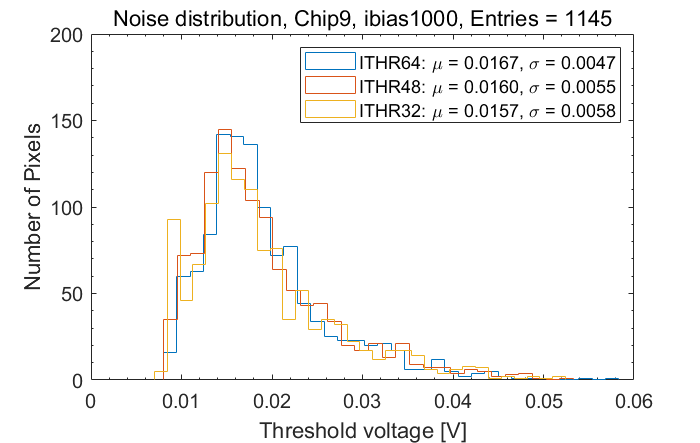 Noise distribution, Chip9, ibias1000, Entries = 1145
200
150
100
50
0
Number of Pixels
ITHR64: μ = 0.0167, σ = 0.0047
ITHR48: μ = 0.0160, σ = 0.0055
ITHR32: μ = 0.0157, σ = 0.0058
0 0.01 0.02 0.03 0.04 0.05 0.06
Threshold voltage [V]